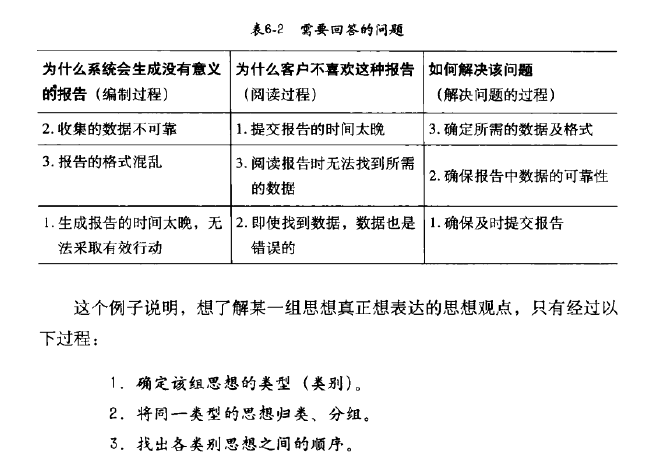 表6-2 需要回答的问题
为什么系统会生成没有意义 为什么客户不喜欢这种报告 如何解决该问题
的报告（编制过程） （阅读过程） （解决问题的过程）
2. 收集的数据不可靠 1. 提交报告的时间太晚 3. 确定所需的数据及格式
3. 报告的格式混乱 3. 阅读报告时无法找到所需
的数据 2. 确保报告中数据的可靠性
1. 生成报告的时间太晚，无 2. 即使找到数据，数据也是 1. 确保及时提交报告
法采取有效行动 错误的
这个例子说明，想了解某一组思想真正想表达的思想观点，只有经过以
下过程：
1. 确定该组思想的类型（类别）。
2. 将同一类型的思想归类、分组。
3. 找出各类别思想之间的顺序。